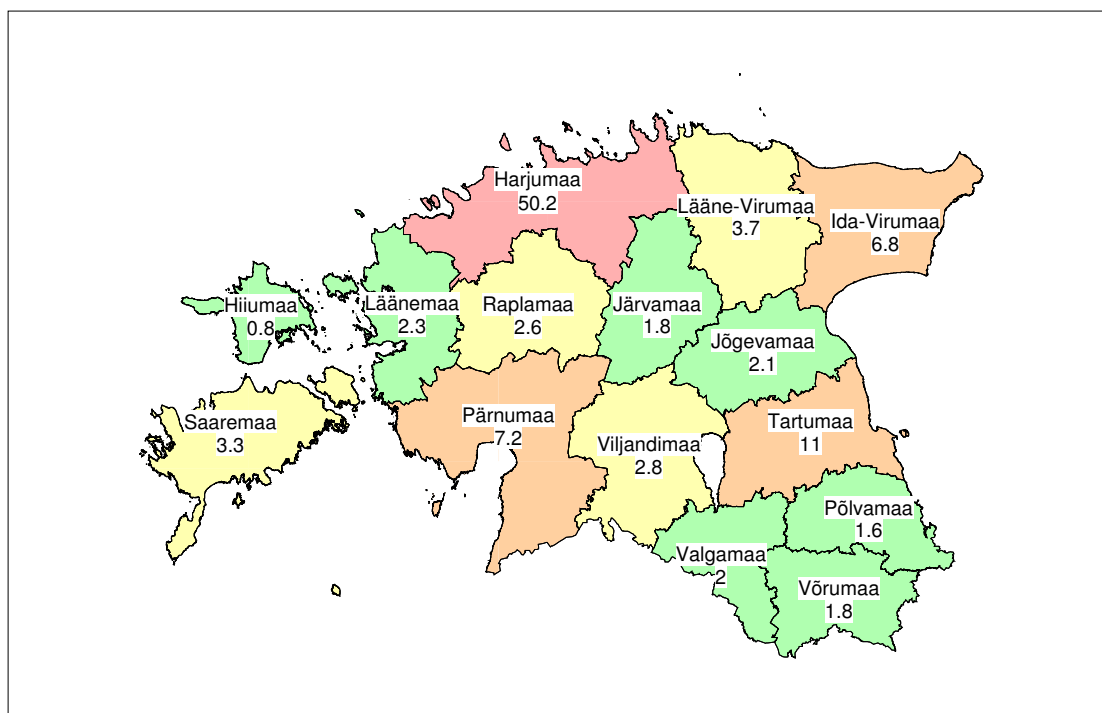 Harjumaa
50.2
Lääne-Virumaa
3.7
Ida-Virumaa
6.8
Hiiumaa
0.8
Läänemaa
2.3
Raplamaa
2.6
Järvamaa
1.8
Jõgevamaa
2.1
Saaremaa
3.3
Pärnumaa
7.2
Viljandimaa
2.8
Tartumaa
11
Põlvamaa
1.6
Valgamaa
2
Võrumaa
1.8